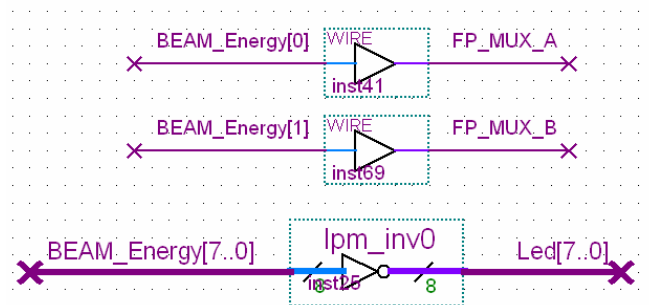 BEAM_Energy[0] WIRE FP_MUX_A
inst41
BEAM_Energy[1] WIRE FP_MUX_B
inst69
lpm_inv0
BEAM_Energy[7..0] Led[7..0]
8 inst25 8